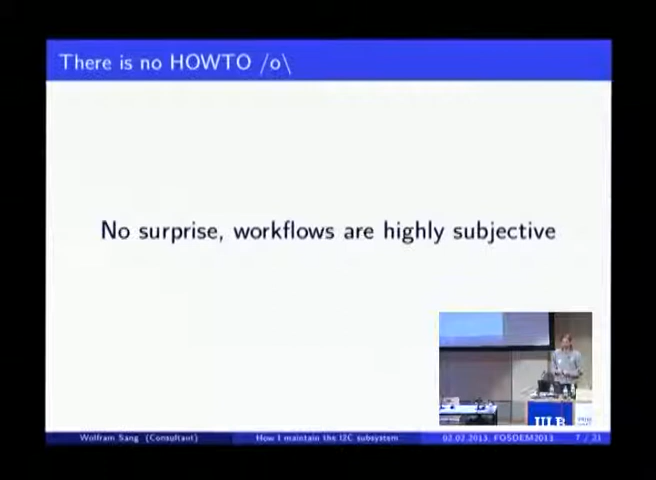 There is no HOWTO /o\
No surprise, workflows are highly subjective
ULB
Wolfram Sang (Consultant)
How I maintain the I2C subsystem
02.02.2013, FOSDEM2013
7 / 21